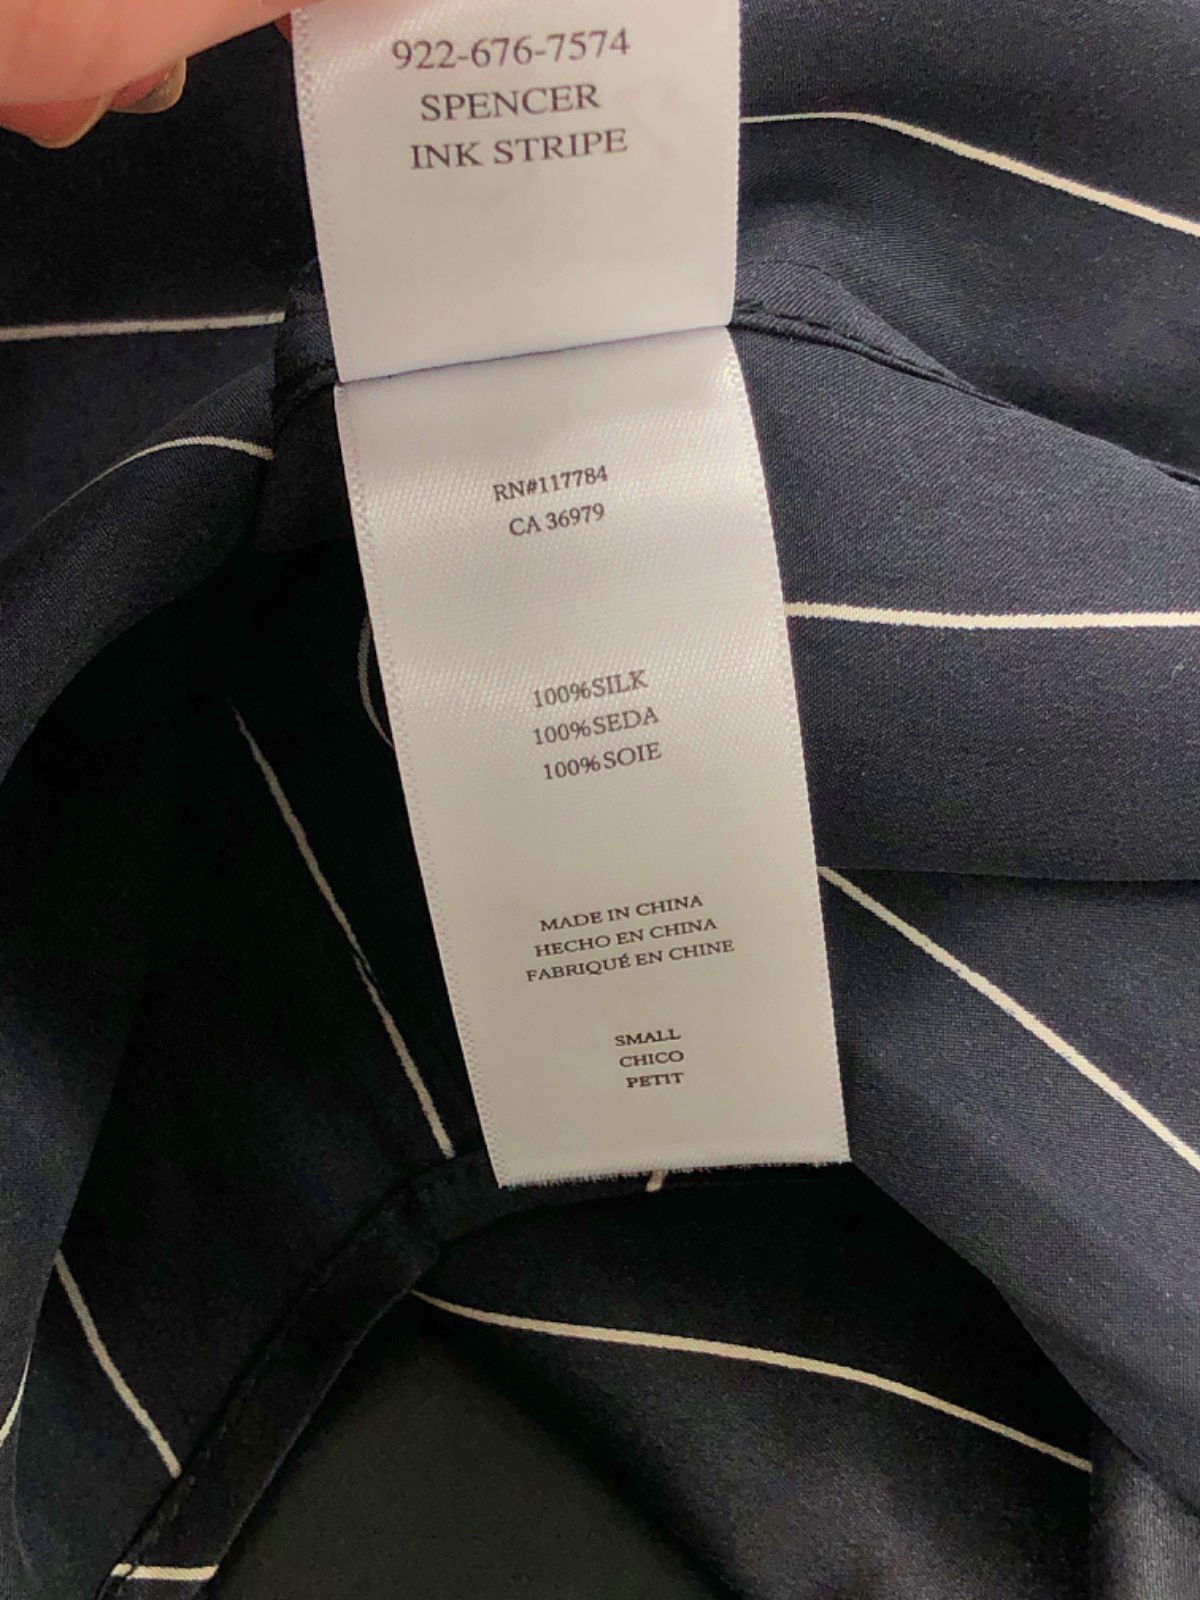 922-676-7574
SPENCER
INK STRIPE
RN#117784
CA 36979
100%SILK
100%SEDA
100%SOIE
MADE IN CHINA
HECHO EN CHINA
FABRIQUÉ EN CHINE
SMALL
CHICO
PETIT